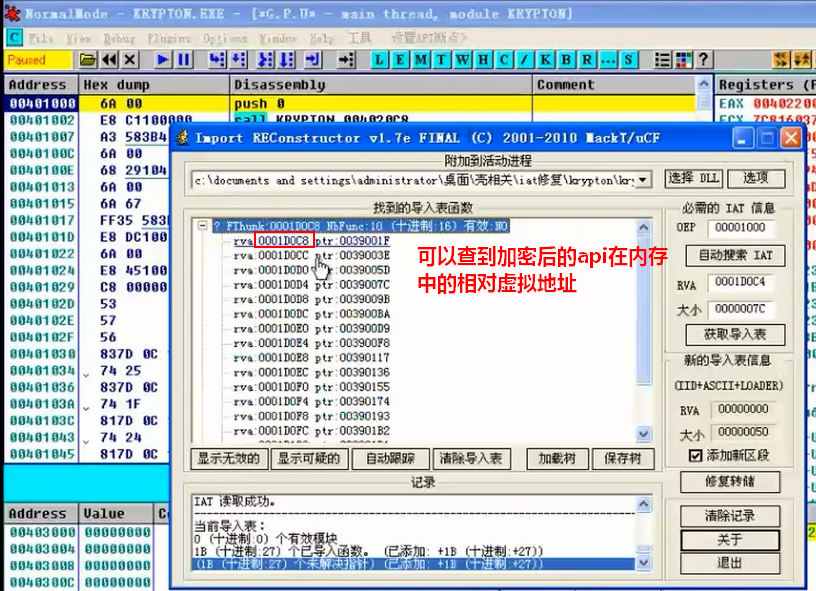 NormalMode - KRYPTON.EXE - [*G.P.U* - main thread, module KRYPTON]
File View Debug Plugins Options Window Help 工具
Paused
L E M T W H C / K B R ... S ?
Address Hex dump Disassembly Comment Registers (F
00401000 6A 00 push 0 EAX 0040220
00401002 E8 C1100000
00401007 A3 583B4
0040100C 6A 00
0040100E 68 29104
00401013 6A 00
00401015 6A 67
00401017 FF35 583
0040101D E8 DC100
00401022 6A 00
00401024 E8 45100
00401029 C8 00000
0040102D 53
0040102E 57
0040102F 56
00401030 837D 0C
00401034 74 25
00401036 837D 0C
0040103A 74 1F
0040103C 817D 0C
00401043 74 24
00401045 817D 0C
Import REConstructor v1.7e FINAL (C) 2001-2010 MackT/uCF
附加到活动进程
c:\documents and settings\administrator\桌面\壳相关\iat修复\krypton\kry
选择 DLL
选项
找到的导入表函数
? FThunk:0001D0C8 NbFunc:10 (十进制:16) 有效:NO
rva:0001D0C8 ptr:0039001F
rva:0001D0CC ptr:0039003E
rva:0001D0D0 ptr:0039005D
rva:0001D0D4 ptr:0039007C
rva:0001D0D8 ptr:0039009B
rva:0001D0DC ptr:003900BA
rva:0001D0E0 ptr:003900D9
rva:0001D0E4 ptr:003900F8
rva:0001D0E8 ptr:00390117
rva:0001D0EC ptr:00390136
rva:0001D0F0 ptr:00390155
rva:0001D0F4 ptr:00390174
rva:0001D0F8 ptr:00390193
rva:0001D0FC ptr:003901B2
可以查到加密后的api在内存
中的相对虚拟地址
必需的 IAT 信息
OEP 00001000
自动搜索 IAT
RVA 0001D0C4
大小 0000007C
获取导入表
新的导入表信息
(IID+ASCII+LOADER)
RVA 00000000
大小 00000050
添加新区段
修复转储
显示无效的
显示可疑的
自动跟踪
清除导入表
加载树
保存树
记录
IAT 读取成功。
当前导入表：
0 (十进制:0) 个有效模块
1B (十进制:27) 个已导入函数。 (已添加: +1B (十进制:+27))
(1B (十进制:27) 个未解决指针) (已添加: +1B (十进制:+27))
清除记录
关于
退出
Address Value
00403000 00000000
00403004 00000000
00403008 00000000
0040300C 00000000